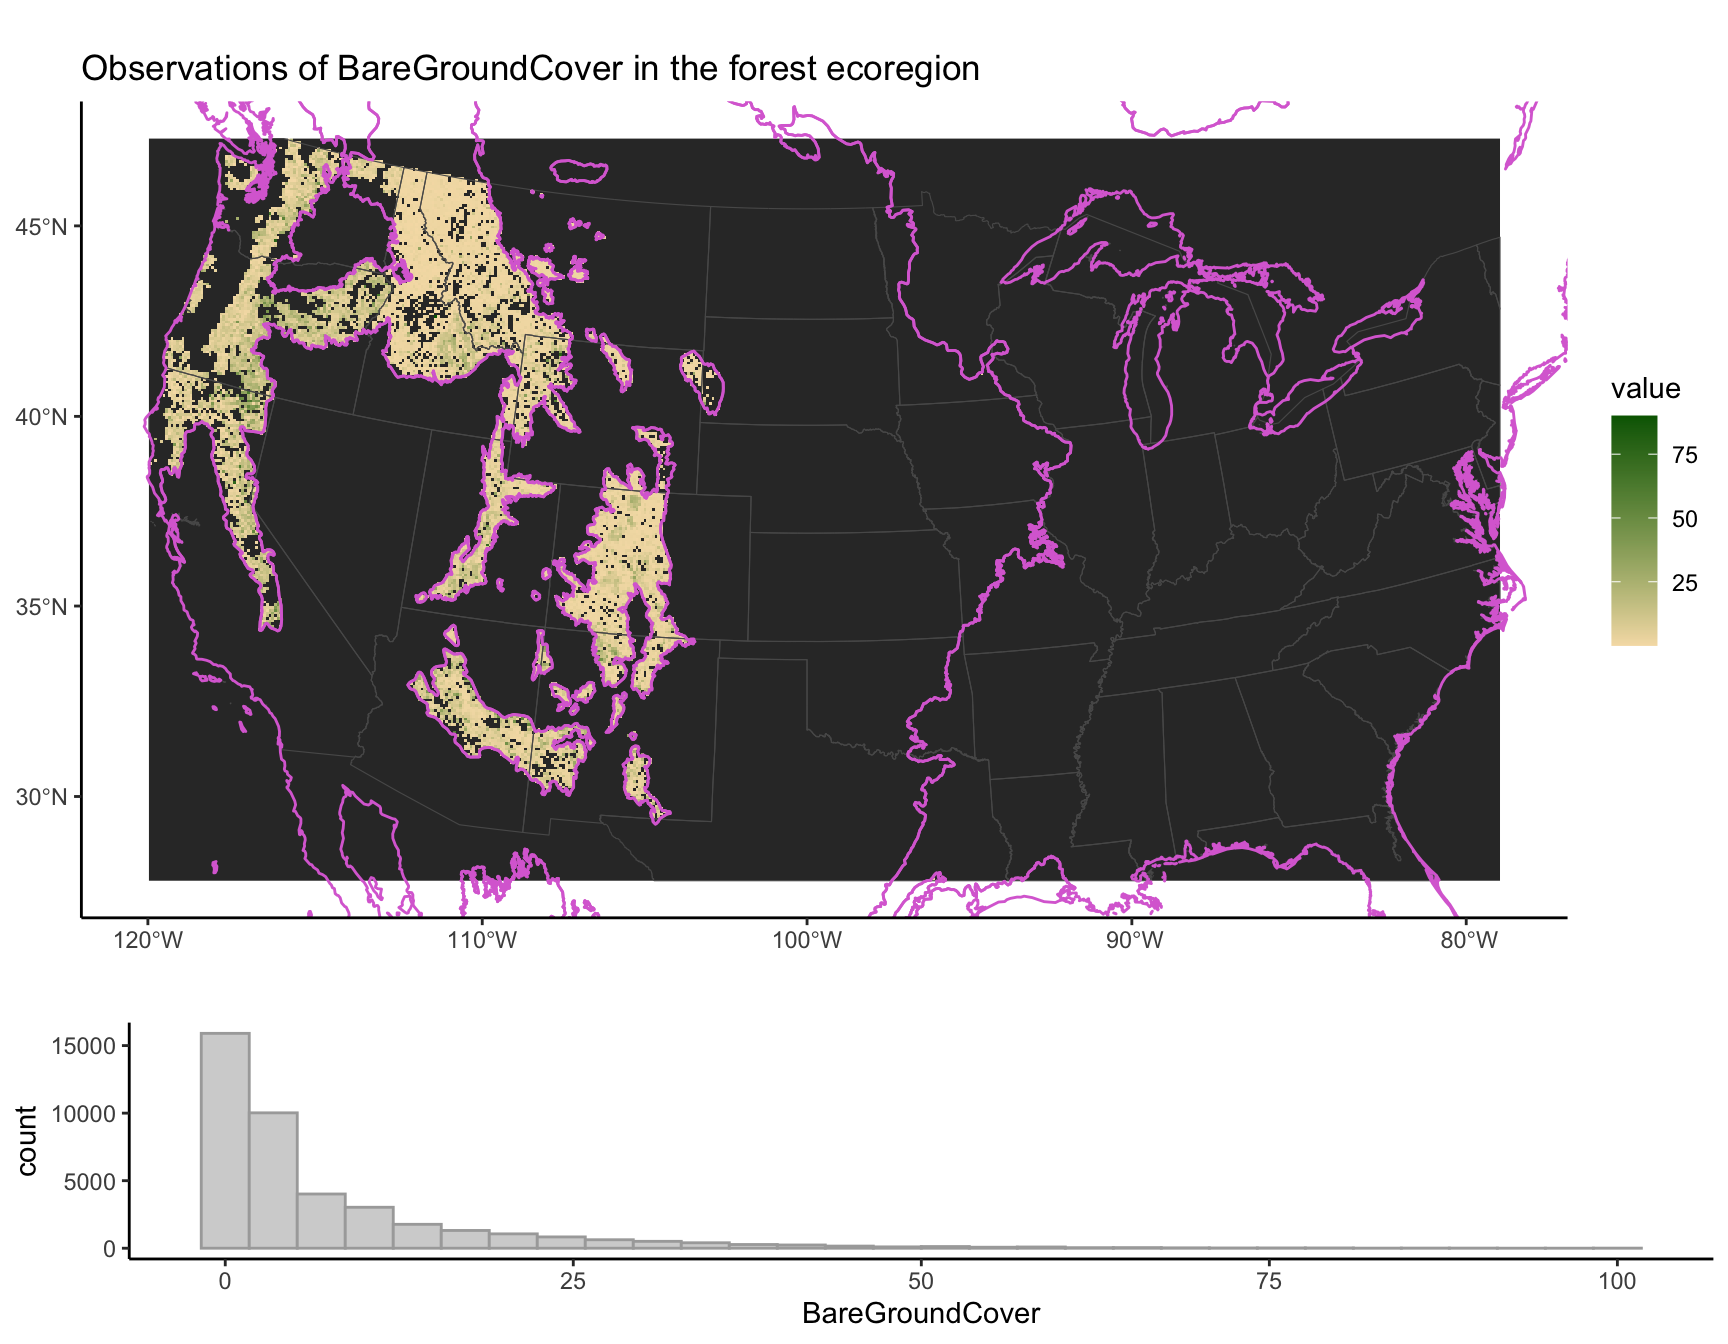 Observations of BareGroundCover in the forest ecoregion
45°N
40°N
35°N
30°N
120°W
110°W
100°W
90°W
80°W
value
75
50
25
count
15000
10000
5000
0
0
25
50
75
100
BareGroundCover